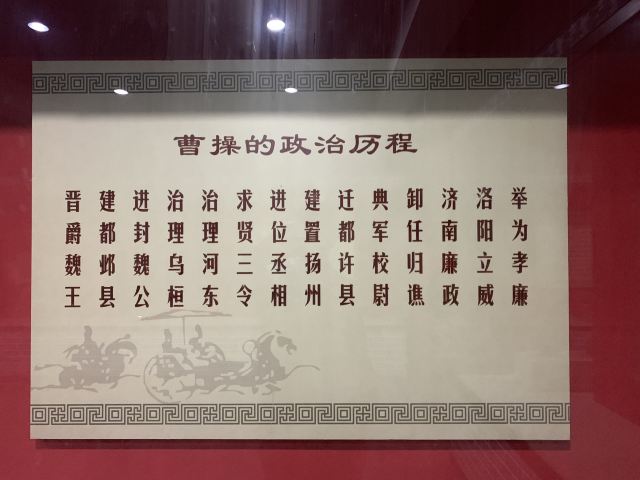 曹操的政治历程
举为孝廉
洛阳立威
济南廉政
卸任归谯
典军校尉
迁都许县
建置扬州
进位丞相
求贤三令
治理河东
治理乌桓
进封魏公
建都邺县
晋爵魏王